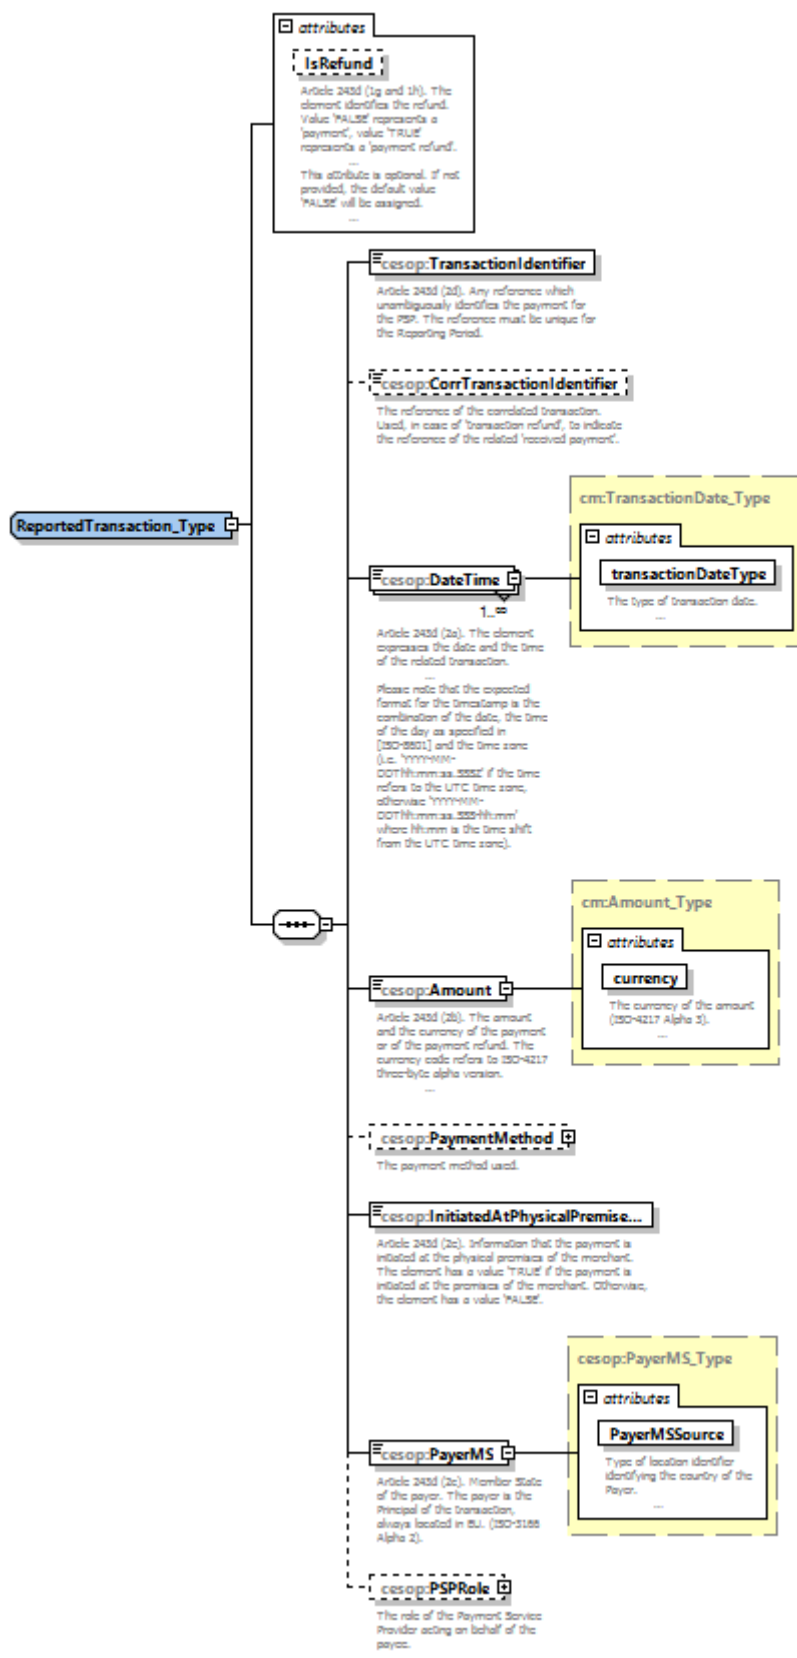 attributes
IsRefund
Article 243d (1g and 1h). The
element identifies the refund.
Value 'FALSE' represents a
'payment', value 'TRUE'
represents a 'payment refund'.
...
This attribute is optional. If not
provided, the default value
'FALSE' will be assigned.
...
cesop:TransactionIdentifier
Article 243d (2d). Any reference which
unambiguously identifies the payment for
the PSP. The reference must be unique for
the Reporting Period.
cesop:CorrTransactionIdentifier
The reference of the correlated transaction.
Used, in case of 'transaction refund', to indicate
the reference of the related 'received payment'.
ReportedTransaction_Type
cm:TransactionDate_Type
attributes
transactionDateType
The type of transaction date.
...
cesop:DateTime
1..∞
Article 243d (2a). The element
expresses the date and the time
of the related transaction.
...
Please note that the expected
format for the timestamp is the
combination of the date, the time
of the day as specified in
[ISO-8601] and the time zone
(i.e. 'YYYY-MM-
DDThh:mm:ss.SSSZ' if the time
refers to the UTC time zone,
otherwise 'YYYY-MM-
DDThh:mm:ss.SSS-hh:mm'
where hh:mm is the time shift
from the UTC time zone).
cm:Amount_Type
attributes
currency
The currency of the amount
(ISO-4217 Alpha 3).
...
cesop:Amount
Article 243d (2b). The amount
and the currency of the payment
or of the payment refund. The
currency code refers to ISO-4217
three-byte alpha version.
...
cesop:PaymentMethod
The payment method used.
cesop:InitiatedAtPhysicalPremise...
Article 243d (2e). Information that the payment is
initiated at the physical premises of the merchant.
The element has a value 'TRUE' if the payment is
initiated at the premises of the merchant. Otherwise,
the element has a value 'FALSE'.
cesop:PayerMS_Type
attributes
PayerMSSource
Type of location identifier
identifying the country of the
Payer.
...
cesop:PayerMS
Article 243d (2c). Member State
of the payer. The payer is the
Principal of the transaction,
always located in EU. (ISO-3166
Alpha 2).
cesop:PSPRole
The role of the Payment Service
Provider acting on behalf of the
payee.